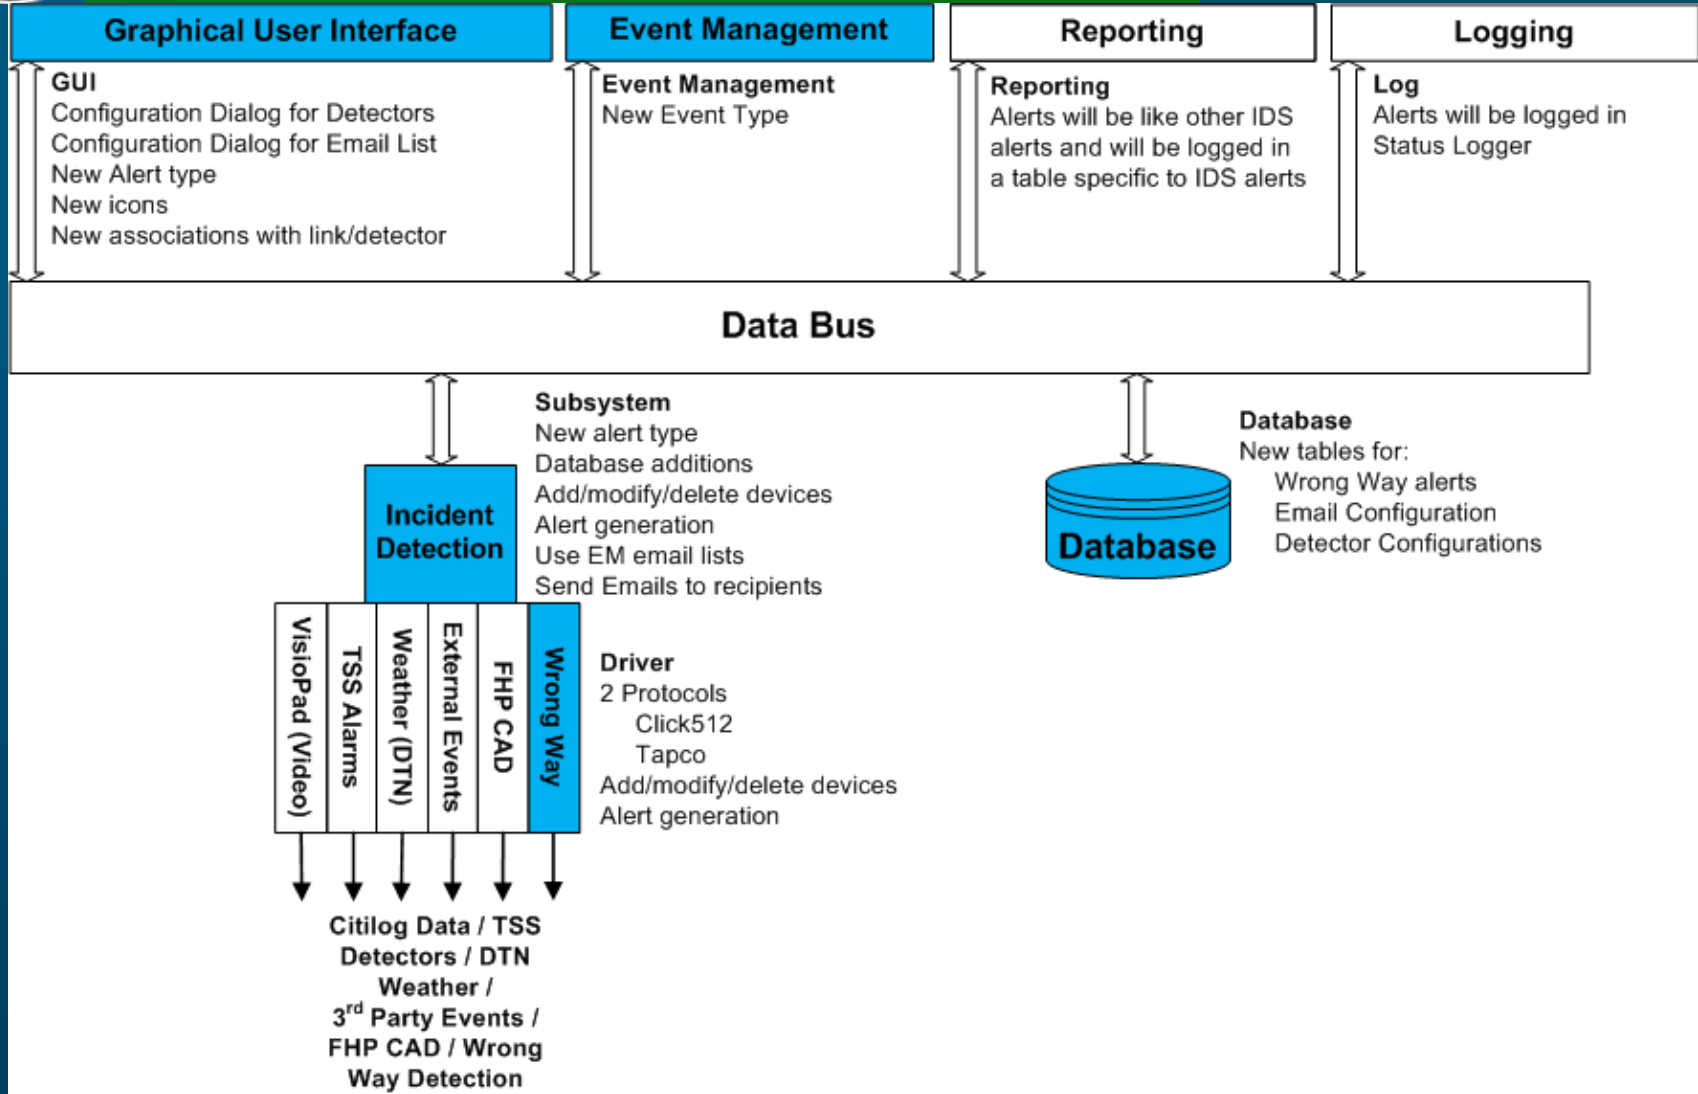 Graphical User Interface
Event Management
Reporting
Logging
GUI
Configuration Dialog for Detectors
Configuration Dialog for Email List
New Alert type
New icons
New associations with link/detector
Event Management
New Event Type
Reporting
Alerts will be like other IDS
alerts and will be logged in
a table specific to IDS alerts
Log
Alerts will be logged in
Status Logger
Data Bus
Subsystem
New alert type
Database additions
Add/modify/delete devices
Alert generation
Use EM email lists
Send Emails to recipients
Incident
Detection
Database
New tables for:
Wrong Way alerts
Email Configuration
Detector Configurations
Database
VisioPad (Video)
TSS Alarms
Weather (DTN)
External Events
FHP CAD
Wrong Way
Driver
2 Protocols
Click512
Tapco
Add/modify/delete devices
Alert generation
Citilog Data / TSS
Detectors / DTN
Weather /
3rd Party Events /
FHP CAD / Wrong
Way Detection